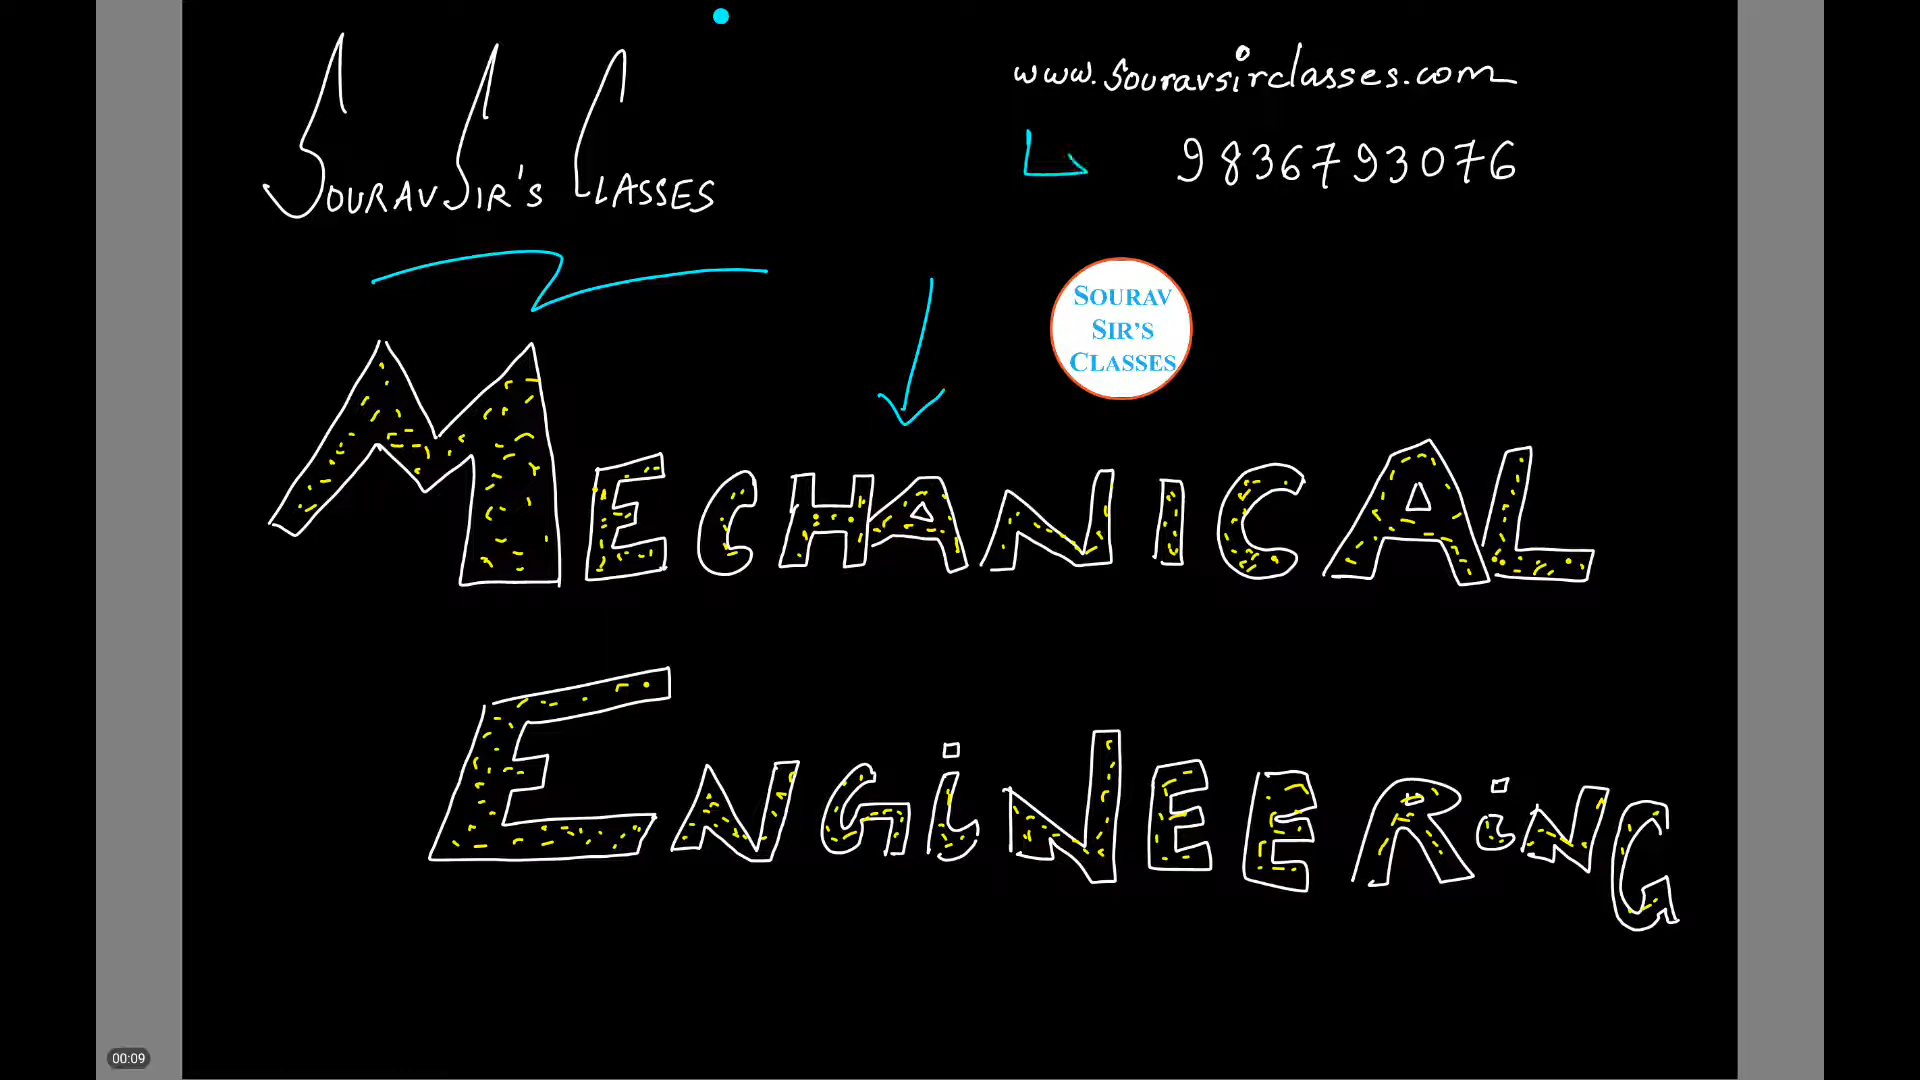 SOURAV SIR'S CLASSES
www.souravsirclasses.com
9836793076
SOURAV
SIR'S
CLASSES
MECHANICAL
ENGiNEERiNG
00:09